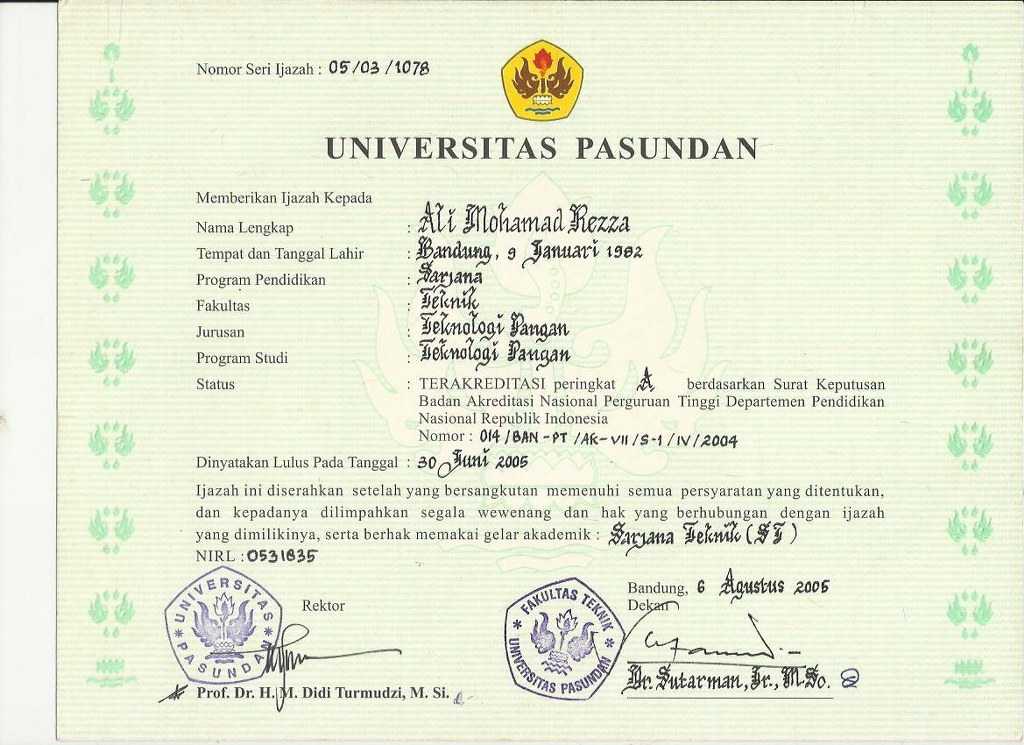 Nomor Seri Ijazah : 05/03/1078
UNIVERSITAS PASUNDAN
Memberikan Ijazah Kepada
Nama Lengkap : Ali Mohamad Rezza
Tempat dan Tanggal Lahir : Bandung, 9 Januari 1982
Program Pendidikan : Sarjana
Fakultas : Teknik
Jurusan : Teknologi Pangan
Program Studi : Teknologi Pangan
Status : TERAKREDITASI peringkat A berdasarkan Surat Keputusan
Badan Akreditasi Nasional Perguruan Tinggi Departemen Pendidikan
Nasional Republik Indonesia
Nomor : 014/BAN-PT/AK-VII/S-1/IV/2004
Dinyatakan Lulus Pada Tanggal : 30 Juni 2005
Ijazah ini diserahkan setelah yang bersangkutan memenuhi semua persyaratan yang ditentukan,
dan kepadanya dilimpahkan segala wewenang dan hak yang berhubungan dengan ijazah
yang dimilikinya, serta berhak memakai gelar akademik : Sarjana Teknik (ST)
NIRL : 0531835
Bandung, 6 Agustus 2005
Rektor
Dekan
UNIVERSITAS PASUNDAN
FAKULTAS TEKNIK
UNIVERSITAS PASUNDAN
Prof. Dr. H. M. Didi Turmudzi, M. Si.
Dr. Sutarman, Ir., M.Sc.